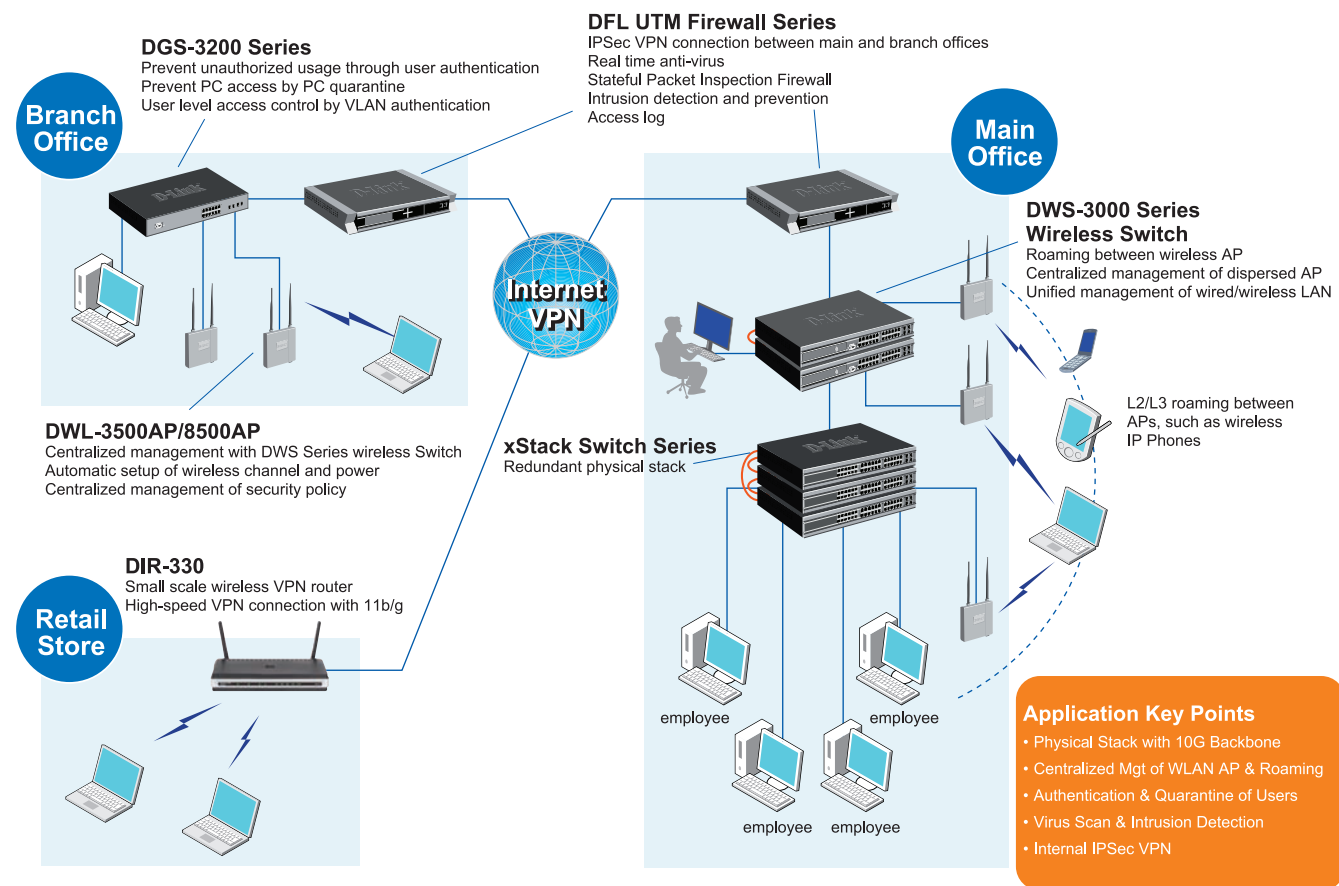 DGS-3200 Series
Prevent unauthorized usage through user authentication
Prevent PC access by PC quarantine
User level access control by VLAN authentication
DFL UTM Firewall Series
IPSec VPN connection between main and branch offices
Real time anti-virus
Stateful Packet Inspection Firewall
Intrusion detection and prevention
Access log
Branch
Office
Main
Office
D-Link
D-Link
D-Link
DWS-3000 Series
Wireless Switch
Roaming between wireless AP
Centralized management of dispersed AP
Unified management of wired/wireless LAN
Internet
VPN
D-Link
DWL-3500AP/8500AP
Centralized management with DWS Series wireless Switch
Automatic setup of wireless channel and power
Centralized management of security policy
L2/L3 roaming between
APs, such as wireless
IP Phones
xStack Switch Series
Redundant physical stack
D-Link
DIR-330
Small scale wireless VPN router
High-speed VPN connection with 11b/g
Retail
Store
employee
employee
employee
employee
Application Key Points
• Physical Stack with 10G Backbone
• Centralized Mgt of WLAN AP & Roaming
• Authentication & Quarantine of Users
• Virus Scan & Intrusion Detection
• Internal IPSec VPN